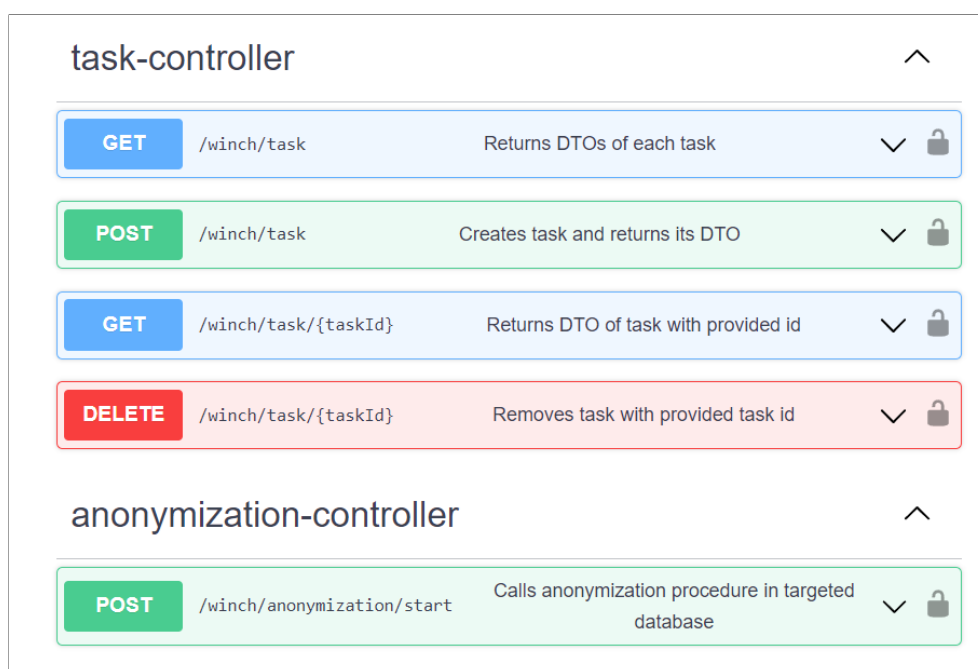 task-controller
GET /winch/task Returns DTOs of each task
POST /winch/task Creates task and returns its DTO
GET /winch/task/{taskId} Returns DTO of task with provided id
DELETE /winch/task/{taskId} Removes task with provided task id
anonymization-controller
POST /winch/anonymization/start Calls anonymization procedure in targeted
database